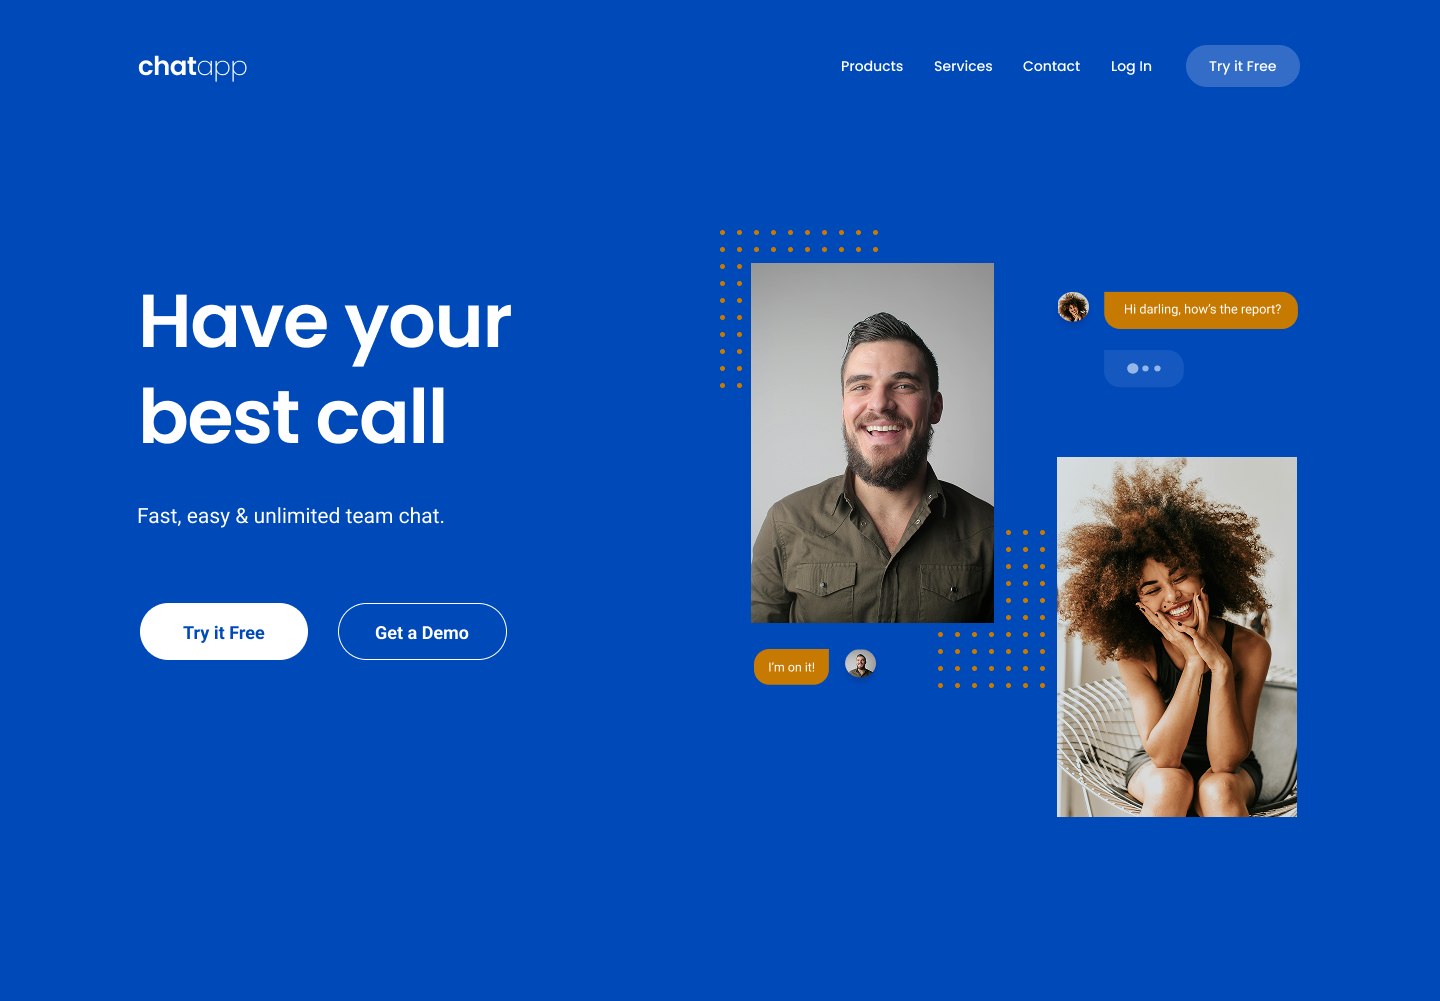 chatapp
Products
Services
Contact
Log In
Try it Free
Have your
best call
Fast, easy & unlimited team chat.
Try it Free
Get a Demo
Hi darling, how's the report?
I'm on it!